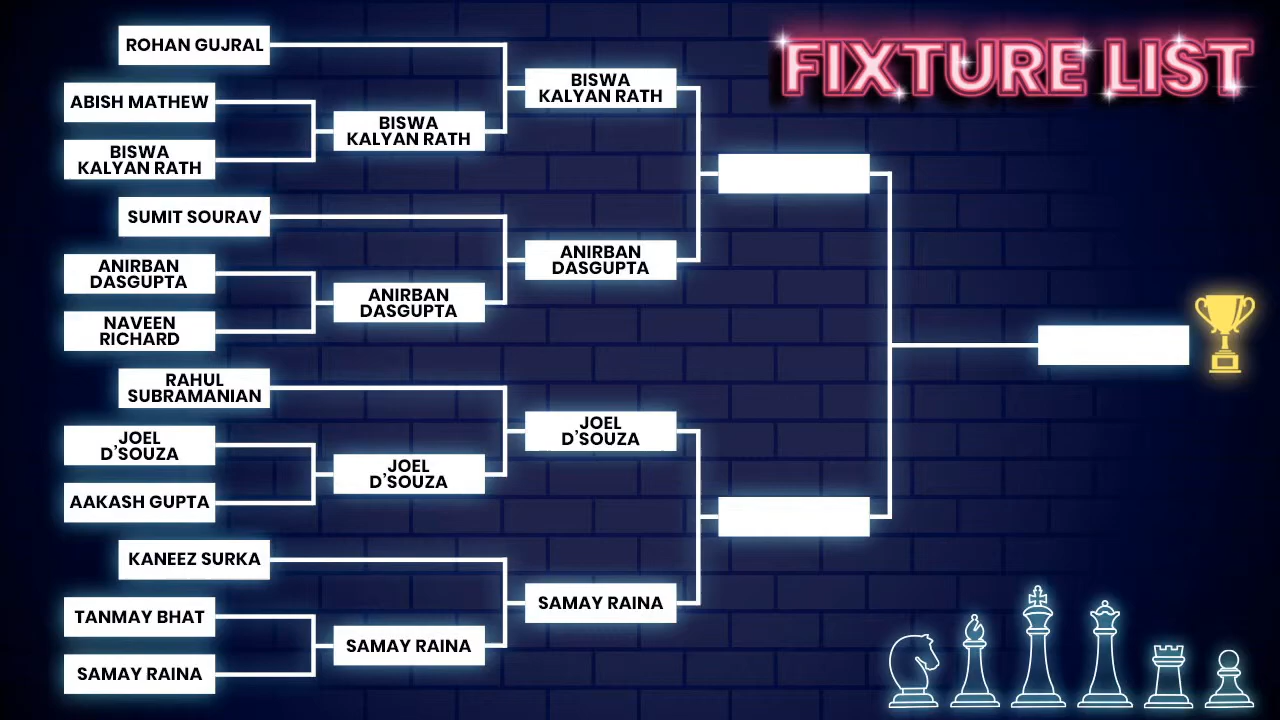 FIXTURE LIST
ROHAN GUJRAL
ABISH MATHEW
BISWA
KALYAN RATH
SUMIT SOURAV
ANIRBAN
DASGUPTA
NAVEEN
RICHARD
RAHUL
SUBRAMANIAN
JOEL
D'SOUZA
AAKASH GUPTA
KANEEZ SURKA
TANMAY BHAT
SAMAY RAINA
BISWA
KALYAN RATH
ANIRBAN
DASGUPTA
JOEL
D'SOUZA
SAMAY RAINA
BISWA
KALYAN RATH
ANIRBAN
DASGUPTA
JOEL
D'SOUZA
SAMAY RAINA